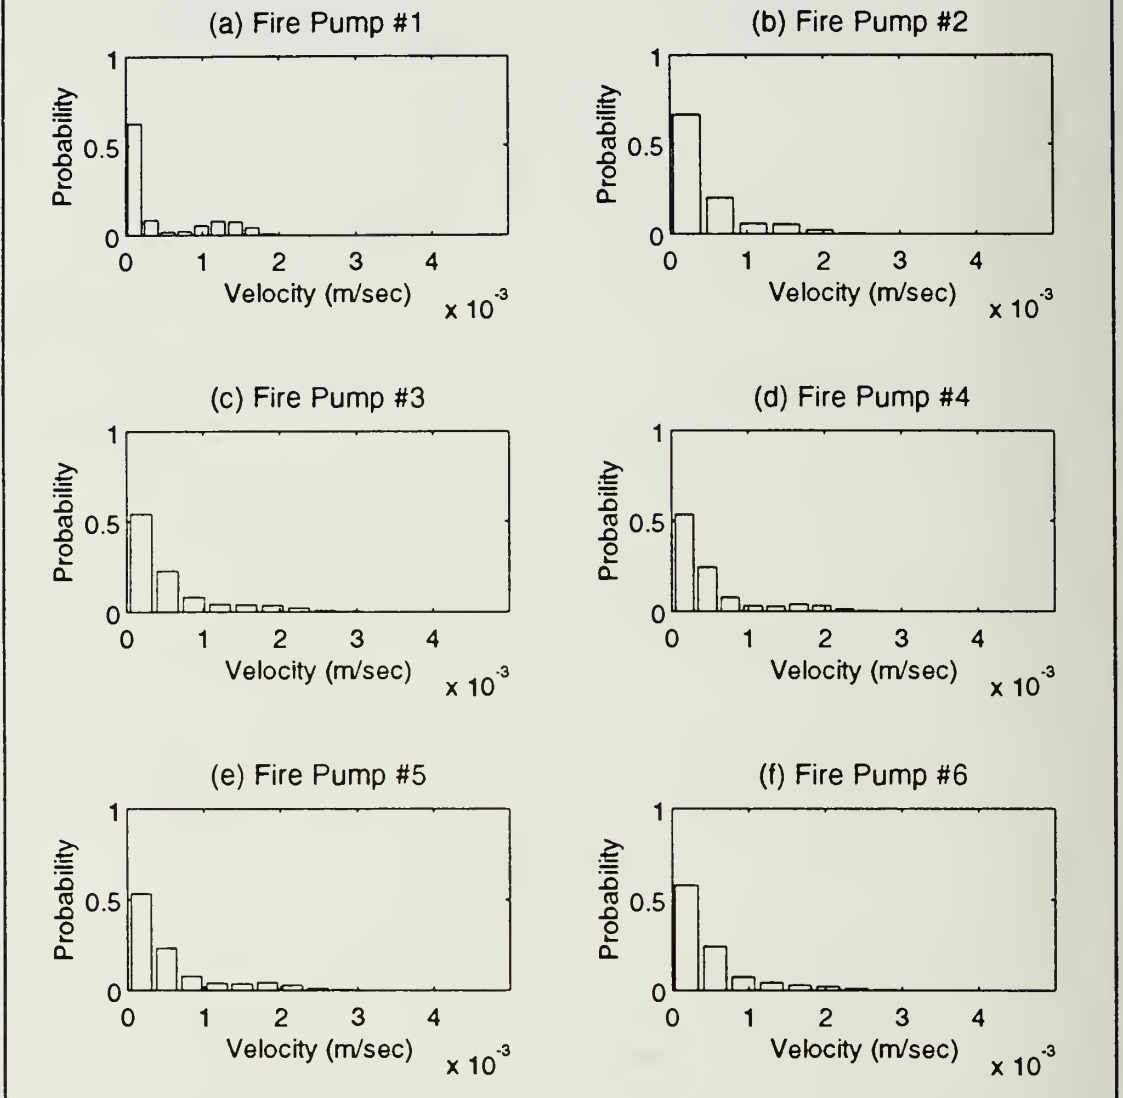 (a) Fire Pump #1
1
0.5
0
Probability
0 1 2 3 4
Velocity (m/sec)
x 10⁻³
(b) Fire Pump #2
1
0.5
0
Probability
0 1 2 3 4
Velocity (m/sec)
x 10⁻³
(c) Fire Pump #3
1
0.5
0
Probability
0 1 2 3 4
Velocity (m/sec)
x 10⁻³
(d) Fire Pump #4
1
0.5
0
Probability
0 1 2 3 4
Velocity (m/sec)
x 10⁻³
(e) Fire Pump #5
1
0.5
0
Probability
0 1 2 3 4
Velocity (m/sec)
x 10⁻³
(f) Fire Pump #6
1
0.5
0
Probability
0 1 2 3 4
Velocity (m/sec)
x 10⁻³